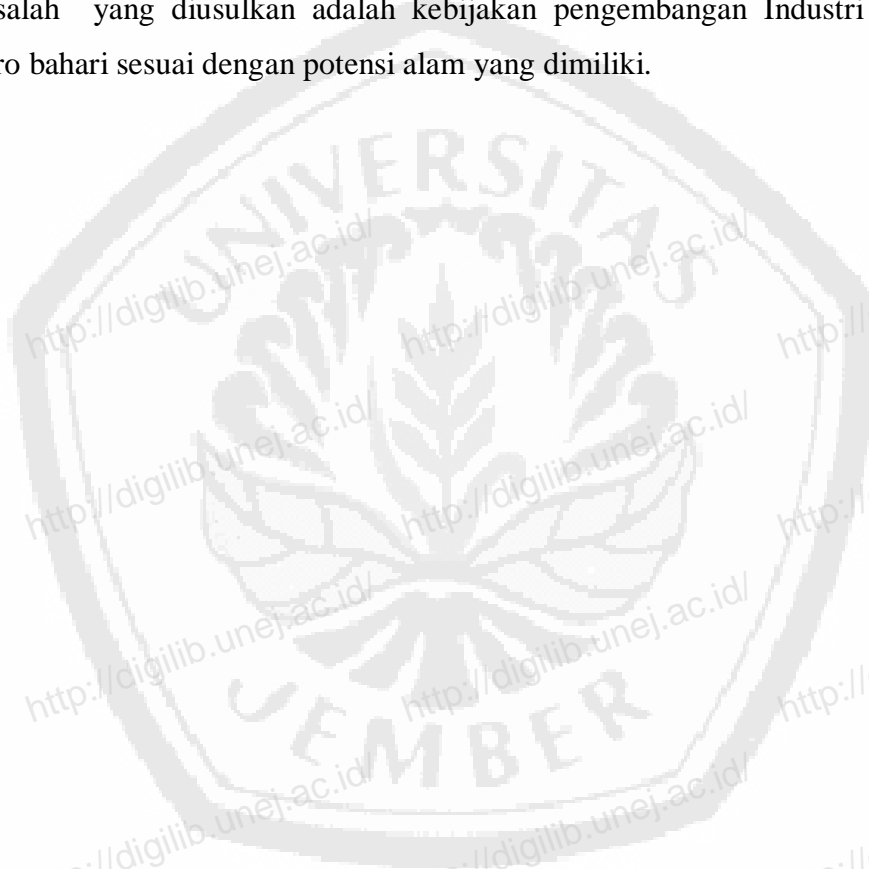 salah yang diusulkan adalah kebijakan pengembangan Industri
ro bahari sesuai dengan potensi alam yang dimiliki.
UNIVERSITAS
http://digilib.unej.ac.id/ http://digilib.unej.ac.id/ http://
http://digilib.unej.ac.id/ http://digilib.unej.ac.id/ http://
http://digilib.unej.ac.id/ http://digilib.unej.ac.id/ http://
JEMBER
://digilib.unej.ac.id/ ://digilib.unej.ac.id/ ://